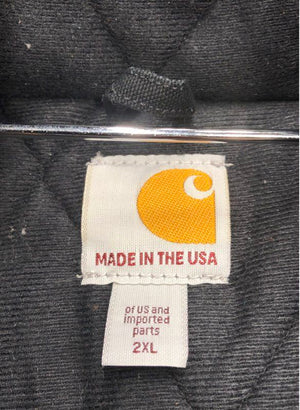 MADE IN THE USA
of US and
imported
parts
2XL